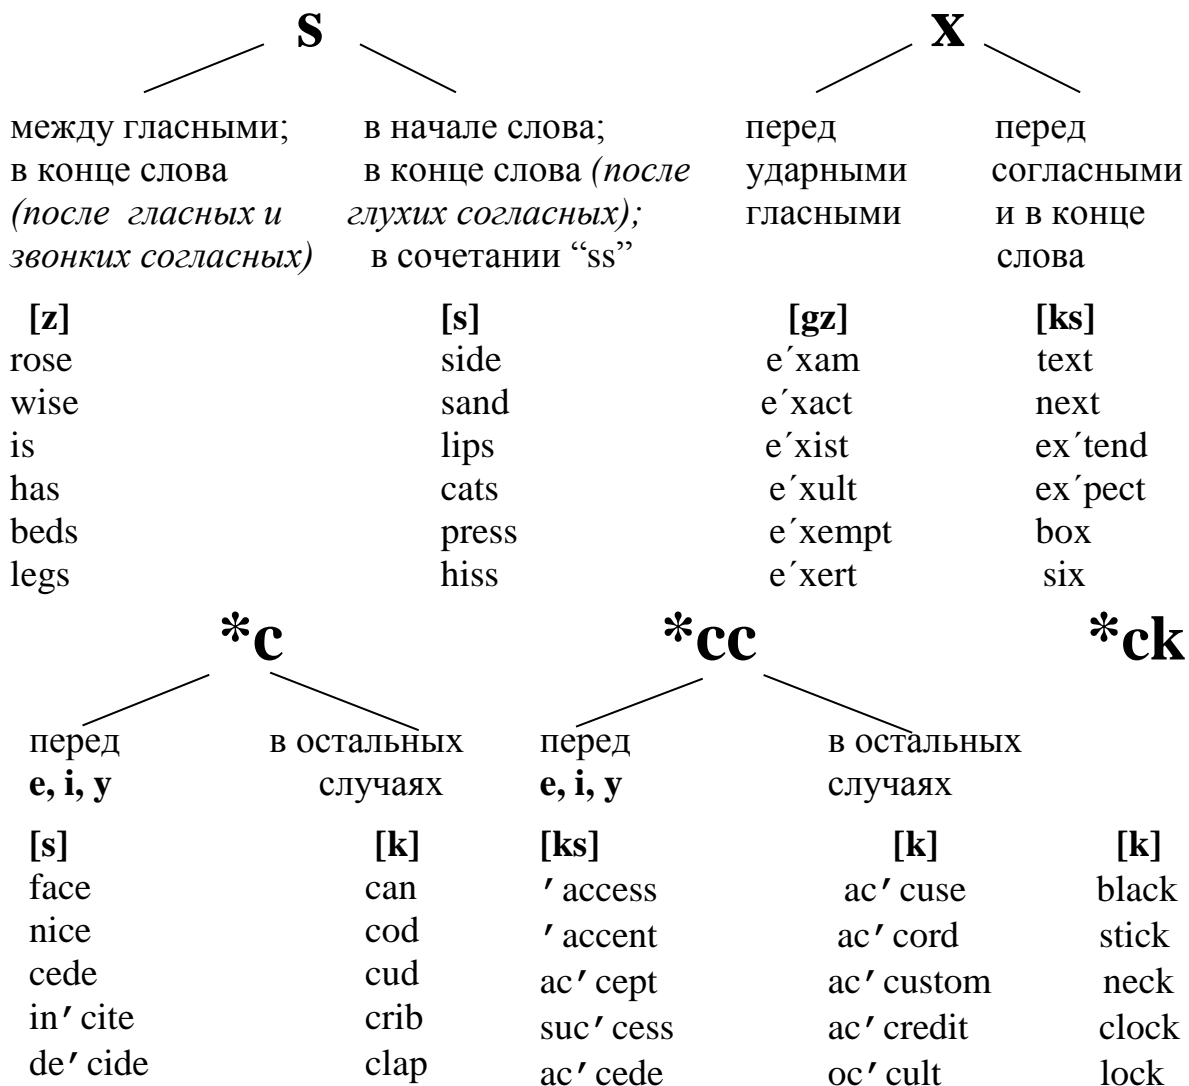 s x
между гласными; в начале слова; перед перед
в конце слова в конце слова (после ударными согласными
(после гласных и глухих согласных); гласными и в конце
звонких согласных) в сочетании “ss” слова
[z] [s] [gz] [ks]
rose side e´xam text
wise sand e´xact next
is lips e´xist ex´tend
has cats e´xult ex´pect
beds press e´xempt box
legs hiss e´xert six
*c *cc *ck
перед в остальных перед в остальных
e, i, y случаях e, i, y случаях
[s] [k] [ks] [k] [k]
face can ′access ac′cuse black
nice cod ′accent ac′cord stick
cede cud ac′cept ac′custom neck
in′cite crib suc′cess ac′credit clock
de′cide clap ac′cede oc′cult lock